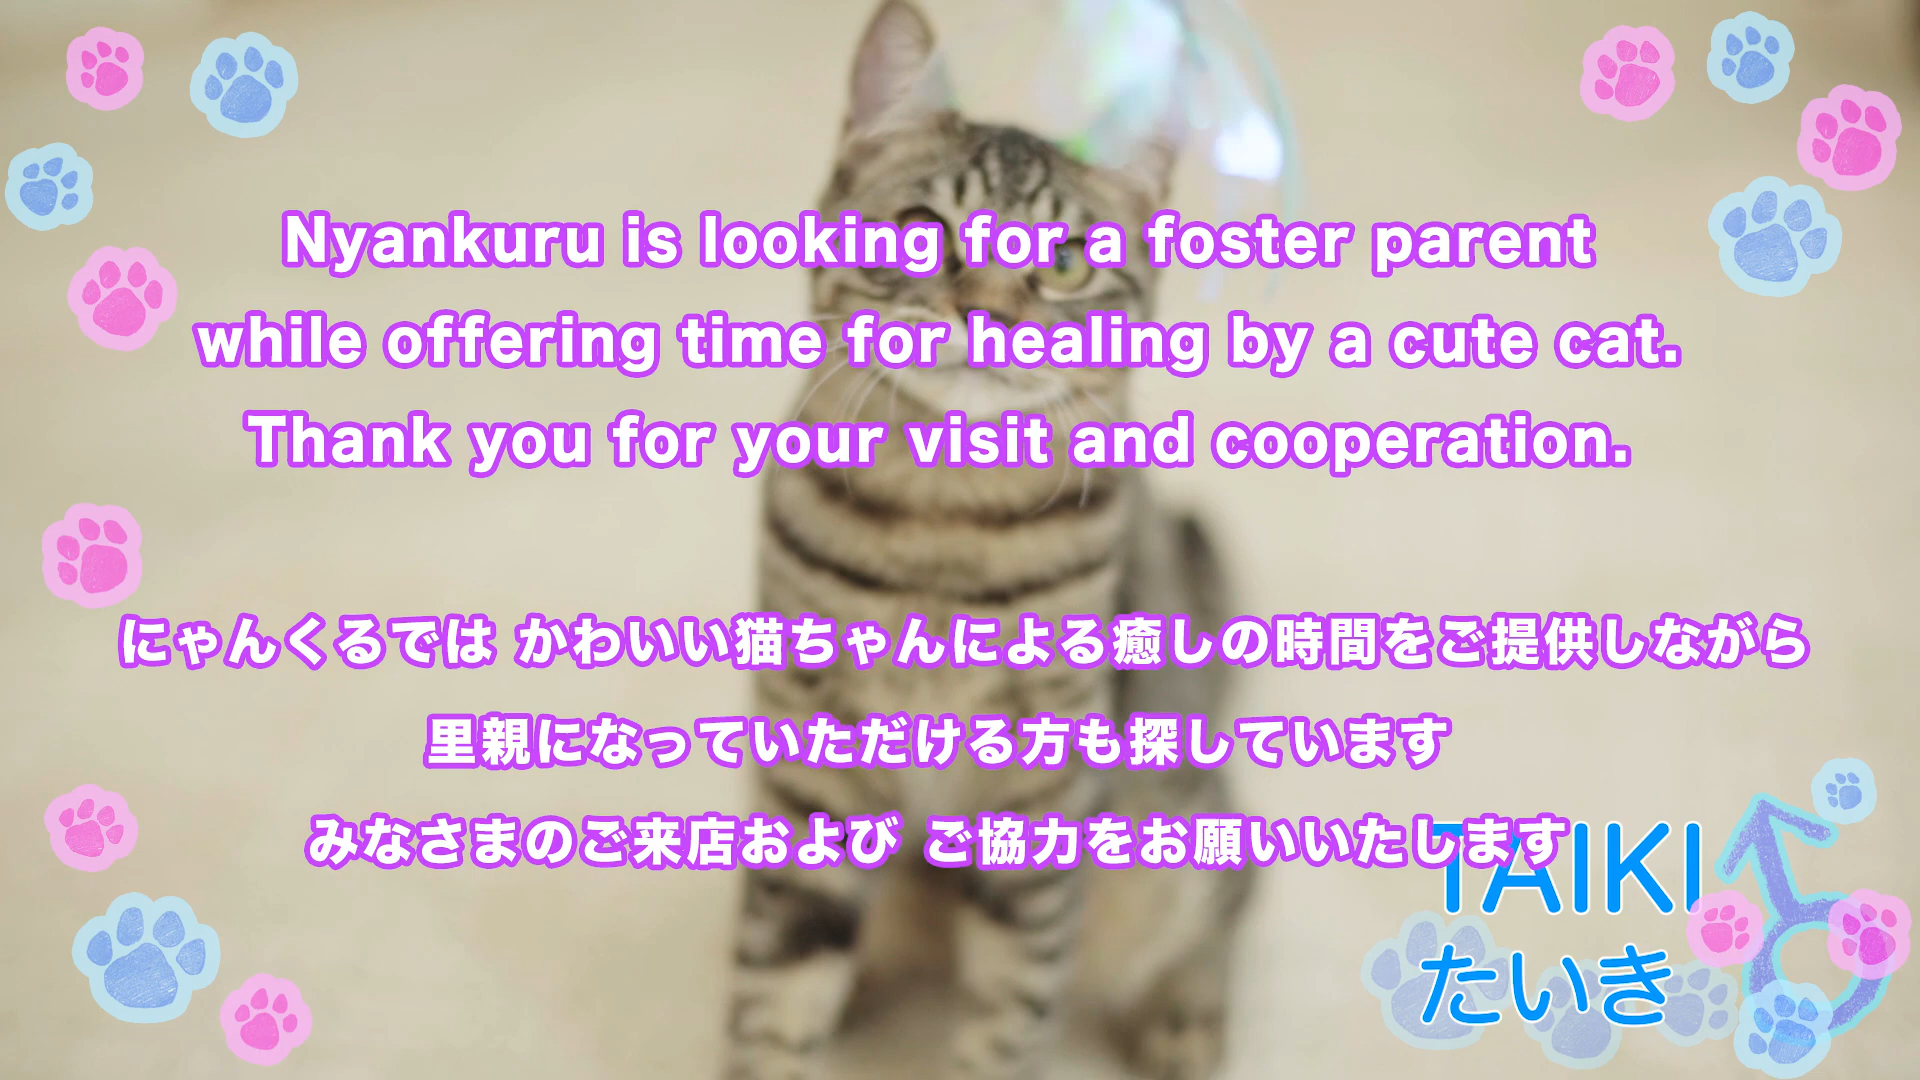 Nyankuru is looking for a foster parent
while offering time for healing by a cute cat.
Thank you for your visit and cooperation.
にゃんくるでは かわいい猫ちゃんによる癒しの時間をご提供しながら
里親になっていただける方も探しています
みなさまのご来店および ご協力をお願いいたします
TAIKI
たいき